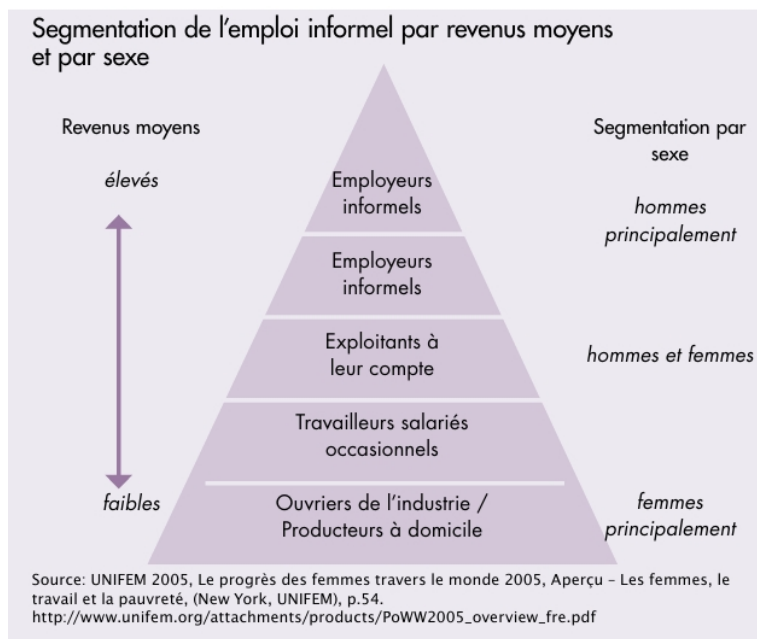 Segmentation de l'emploi informel par revenus moyens
et par sexe
Revenus moyens
élevés
faibles
Employeurs
informels
Employeurs
informels
Exploitants à
leur compte
Travailleurs salariés
occasionnels
Ouvriers de l'industrie /
Producteurs à domicile
Segmentation par
sexe
hommes
principalement
hommes et femmes
femmes
principalement
Source: UNIFEM 2005, Le progrès des femmes travers le monde 2005, Aperçu – Les femmes, le
travail et la pauvreté, (New York, UNIFEM), p.54.
http://www.unifem.org/attachments/products/PoWW2005_overview_fre.pdf